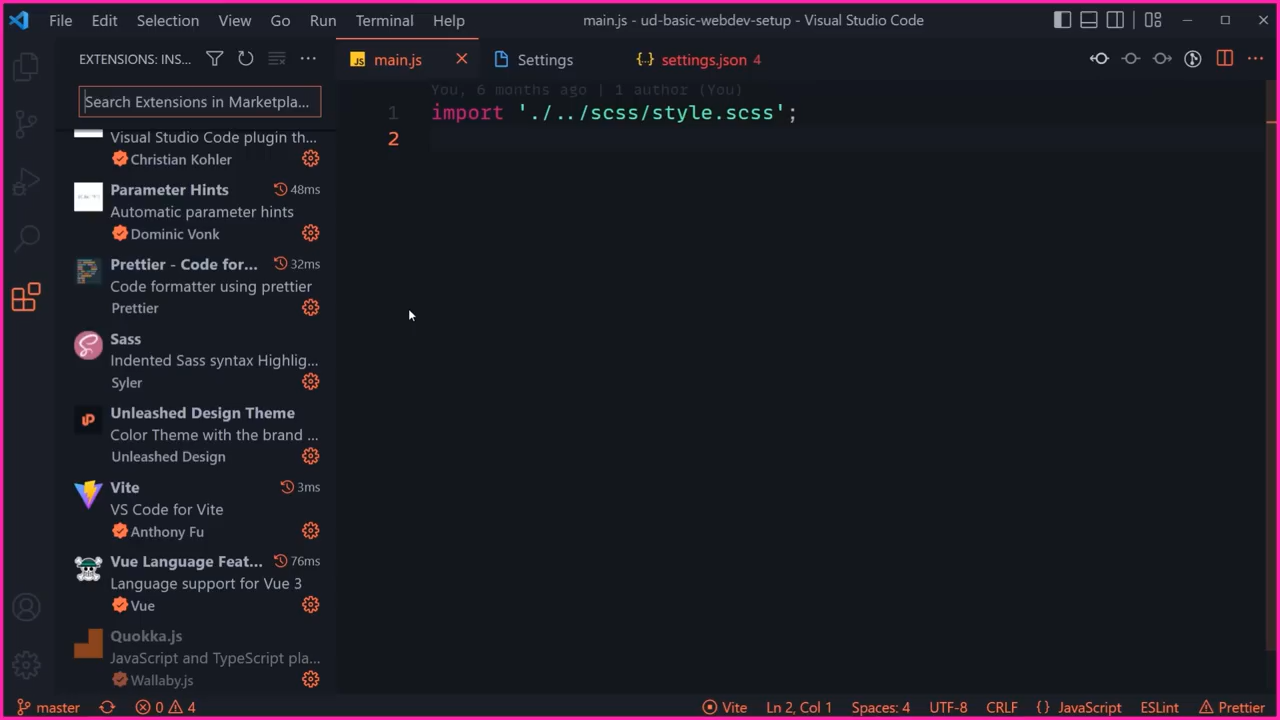 File Edit Selection View Go Run Terminal Help main.js - ud-basic-webdev-setup - Visual Studio Code
EXTENSIONS: INS...
JS main.js
Settings
{..} settings.json 4
Search Extensions in Marketpla...
Visual Studio Code plugin th...
Christian Kohler
Parameter Hints 48ms
Automatic parameter hints
Dominic Vonk
Prettier - Code for... 32ms
Code formatter using prettier
Prettier
Sass
Indented Sass syntax Highlig...
Syler
Unleashed Design Theme
Color Theme with the brand ...
Unleashed Design
Vite 3ms
VS Code for Vite
Anthony Fu
Vue Language Feat... 76ms
Language support for Vue 3
Vue
Quokka.js
JavaScript and TypeScript pla...
Wallaby.js
You, 6 months ago | 1 author (You)
1 import './../scss/style.scss';
2
master 0 4 Vite Ln 2, Col 1 Spaces: 4 UTF-8 CRLF {} JavaScript ESLint Prettier